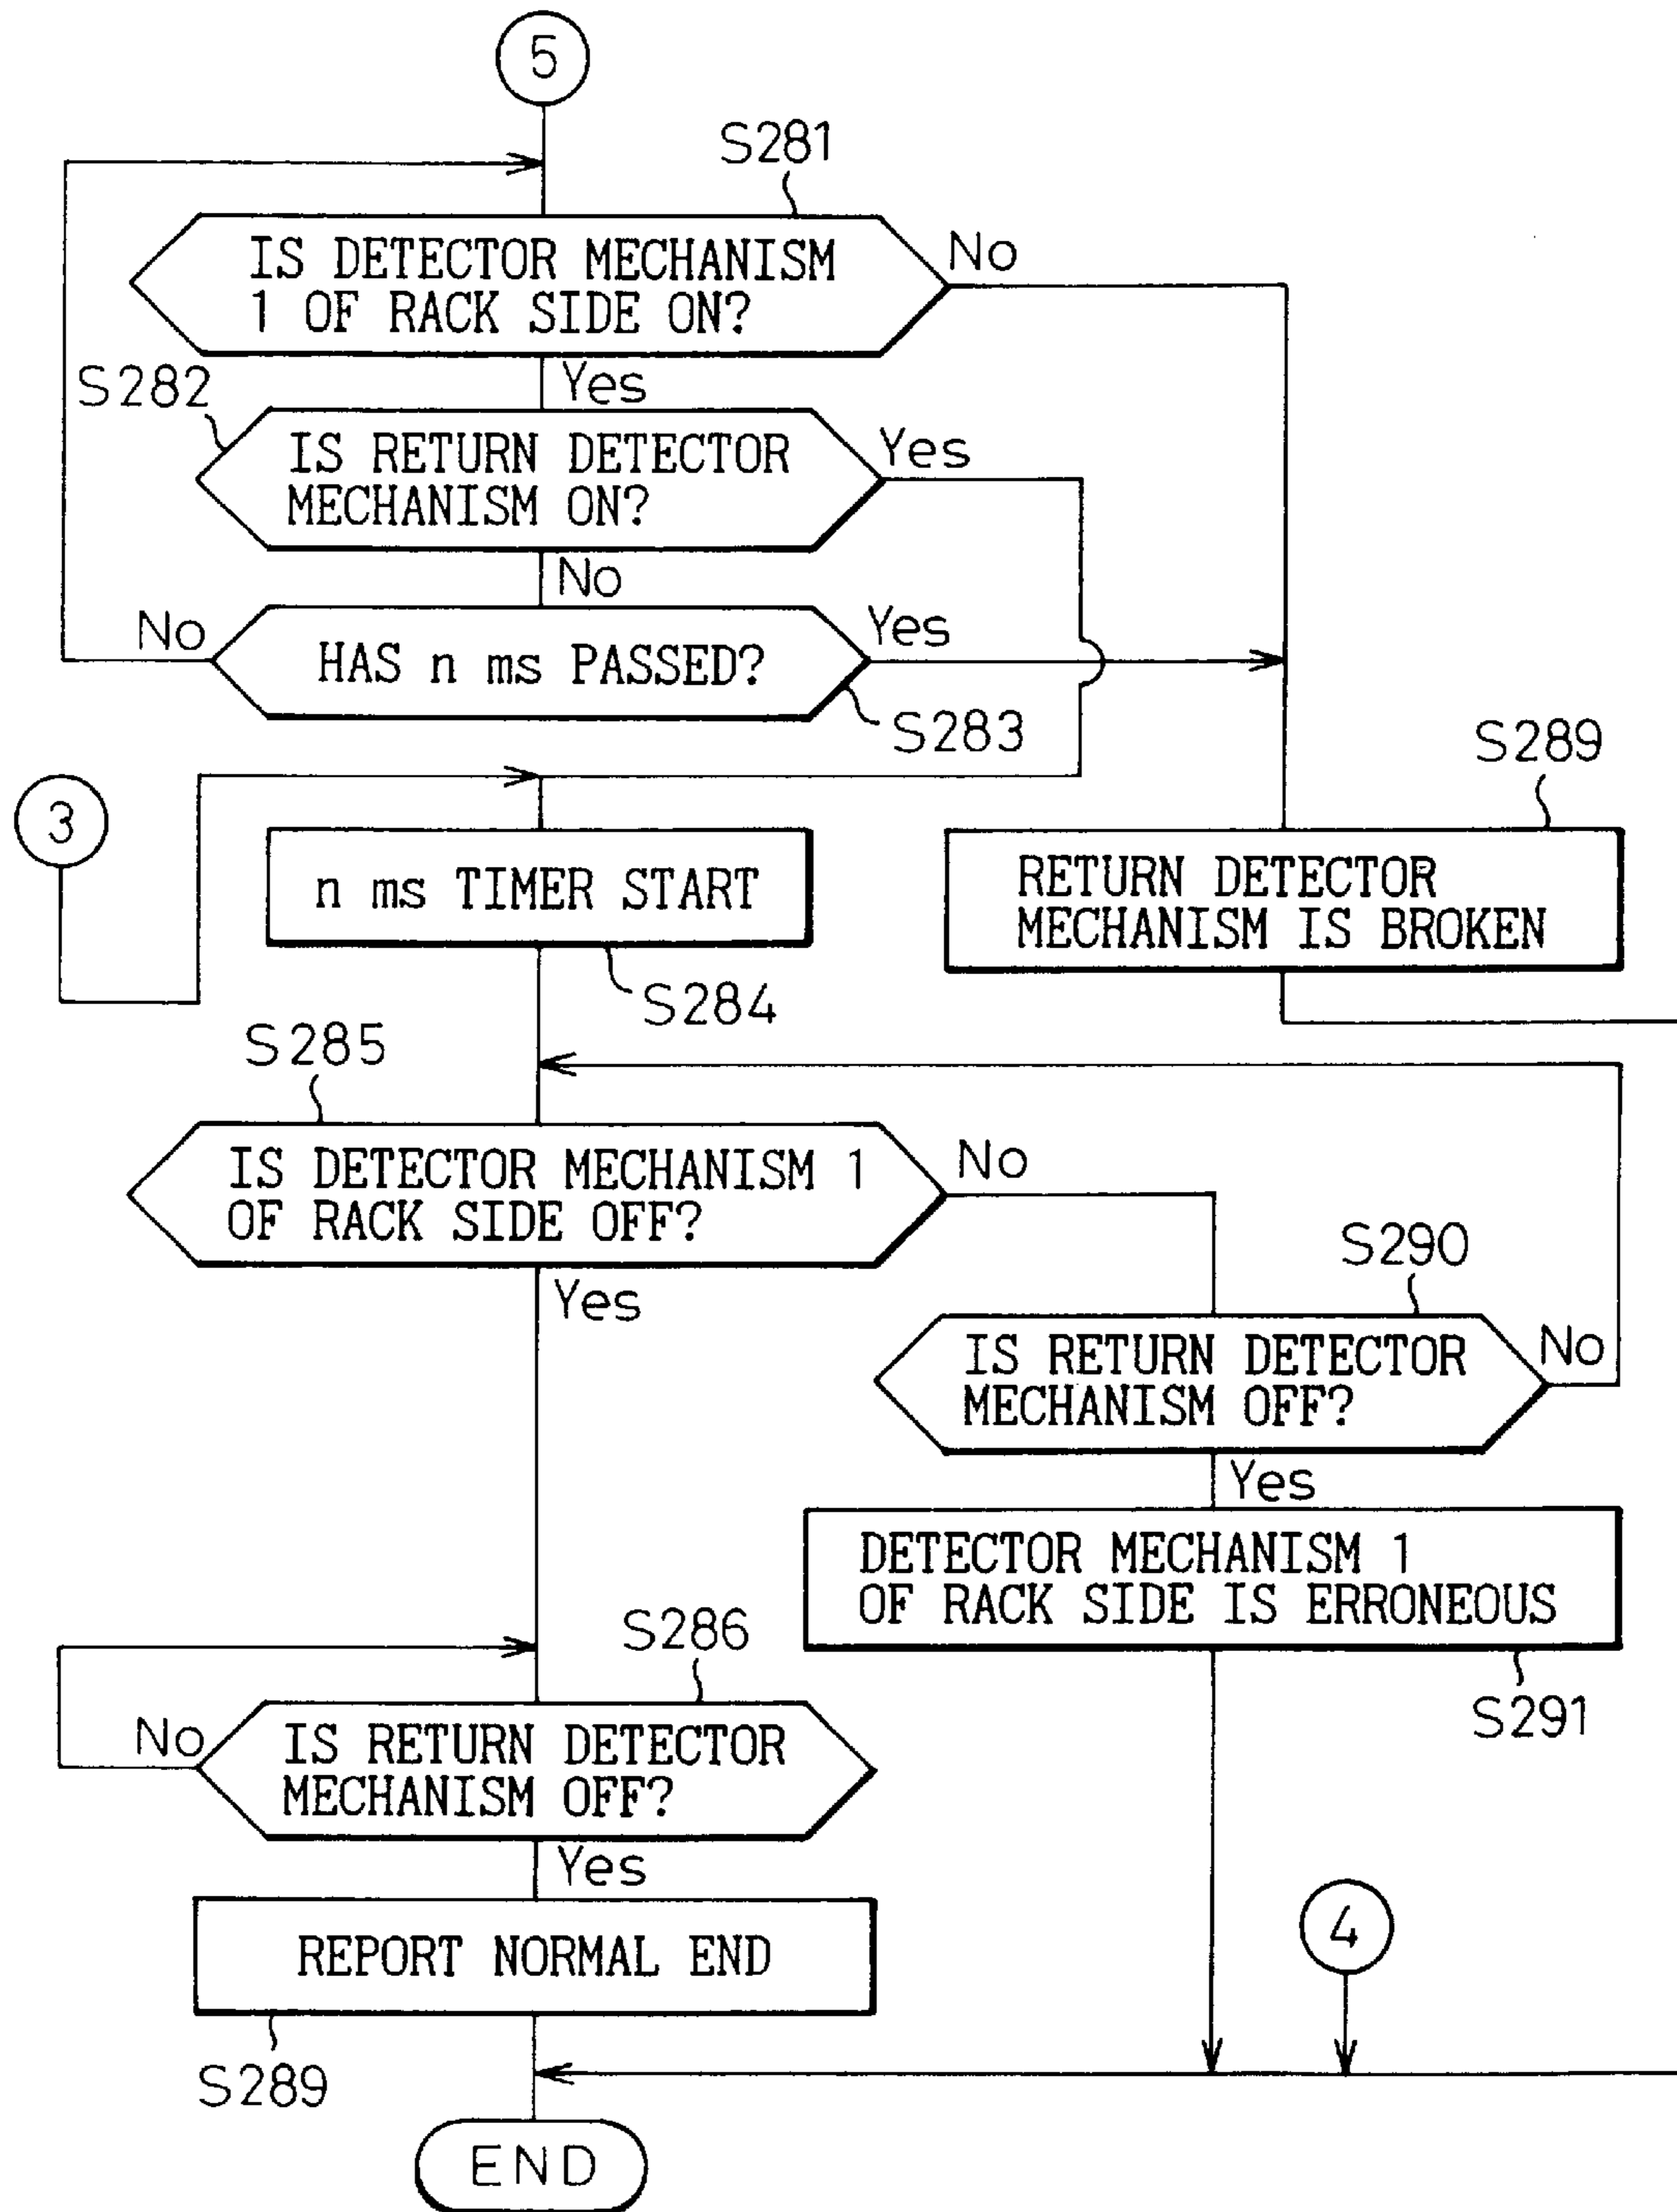 5
S281
IS DETECTOR MECHANISM
1 OF RACK SIDE ON?
No
Yes
S282
IS RETURN DETECTOR
MECHANISM ON?
Yes
No
No
HAS n ms PASSED?
Yes
S283
S289
3
n ms TIMER START
RETURN DETECTOR
MECHANISM IS BROKEN
S284
S285
IS DETECTOR MECHANISM 1
OF RACK SIDE OFF?
No
Yes
S290
IS RETURN DETECTOR
MECHANISM OFF?
No
Yes
DETECTOR MECHANISM 1
OF RACK SIDE IS ERRONEOUS
S291
S286
No
IS RETURN DETECTOR
MECHANISM OFF?
Yes
REPORT NORMAL END
S289
4
END